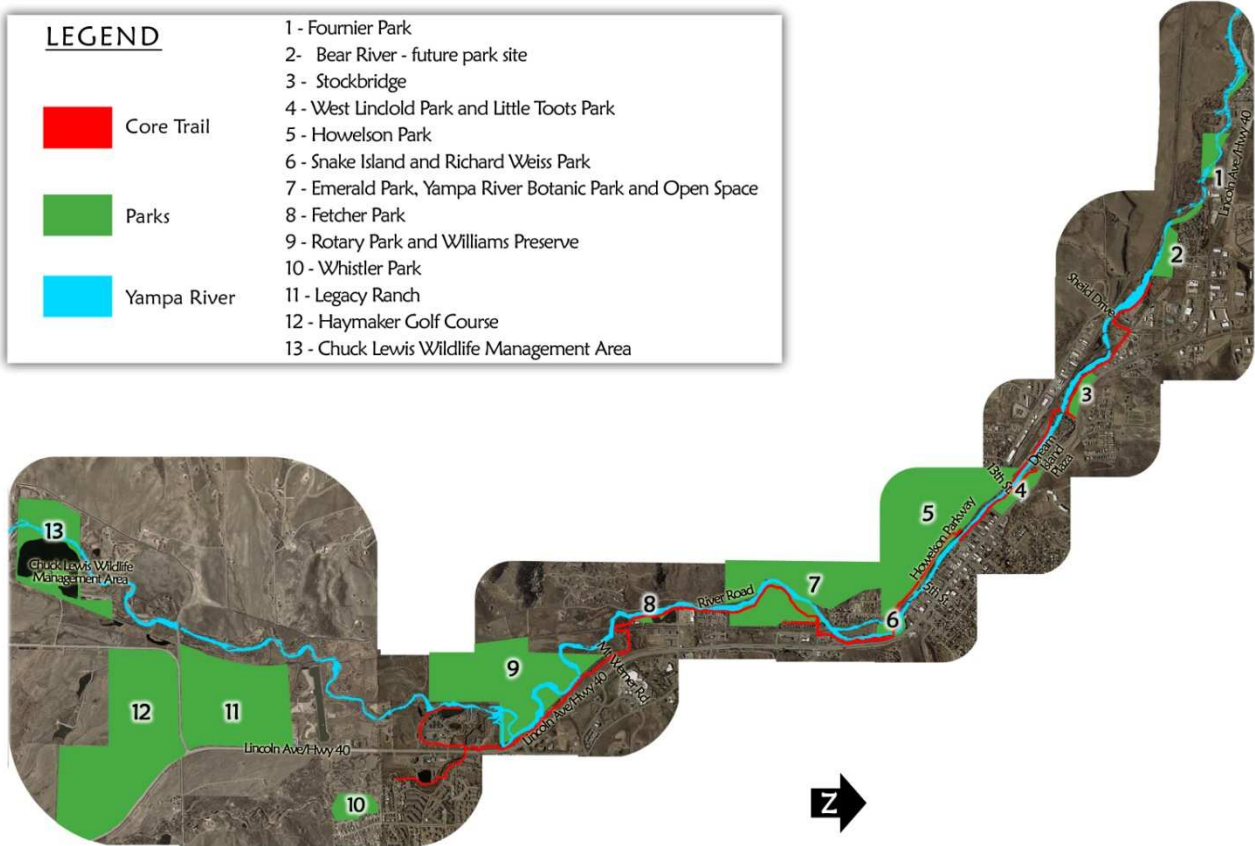 LEGEND
Core Trail
Parks
Yampa River
1 - Fournier Park
2- Bear River - future park site
3 - Stockbridge
4 - West Lincold Park and Little Toots Park
5 - Howelson Park
6 - Snake Island and Richard Weiss Park
7 - Emerald Park, Yampa River Botanic Park and Open Space
8 - Fetcher Park
9 - Rotary Park and Williams Preserve
10 - Whistler Park
11 - Legacy Ranch
12 - Haymaker Golf Course
13 - Chuck Lewis Wildlife Management Area
1
Lincoln Ave/Hwy 40
2
Sheild Drive
3
Dream
Island
Plaza
13th St.
4
5
Howelson Parkway
5th St.
6
7
River Road
8
Mt Werner Rd
9
Lincoln Ave/Hwy 40
13
Chuck Lewis Wildlife
Management Area
12
11
Lincoln Ave/Hwy 40
10
N